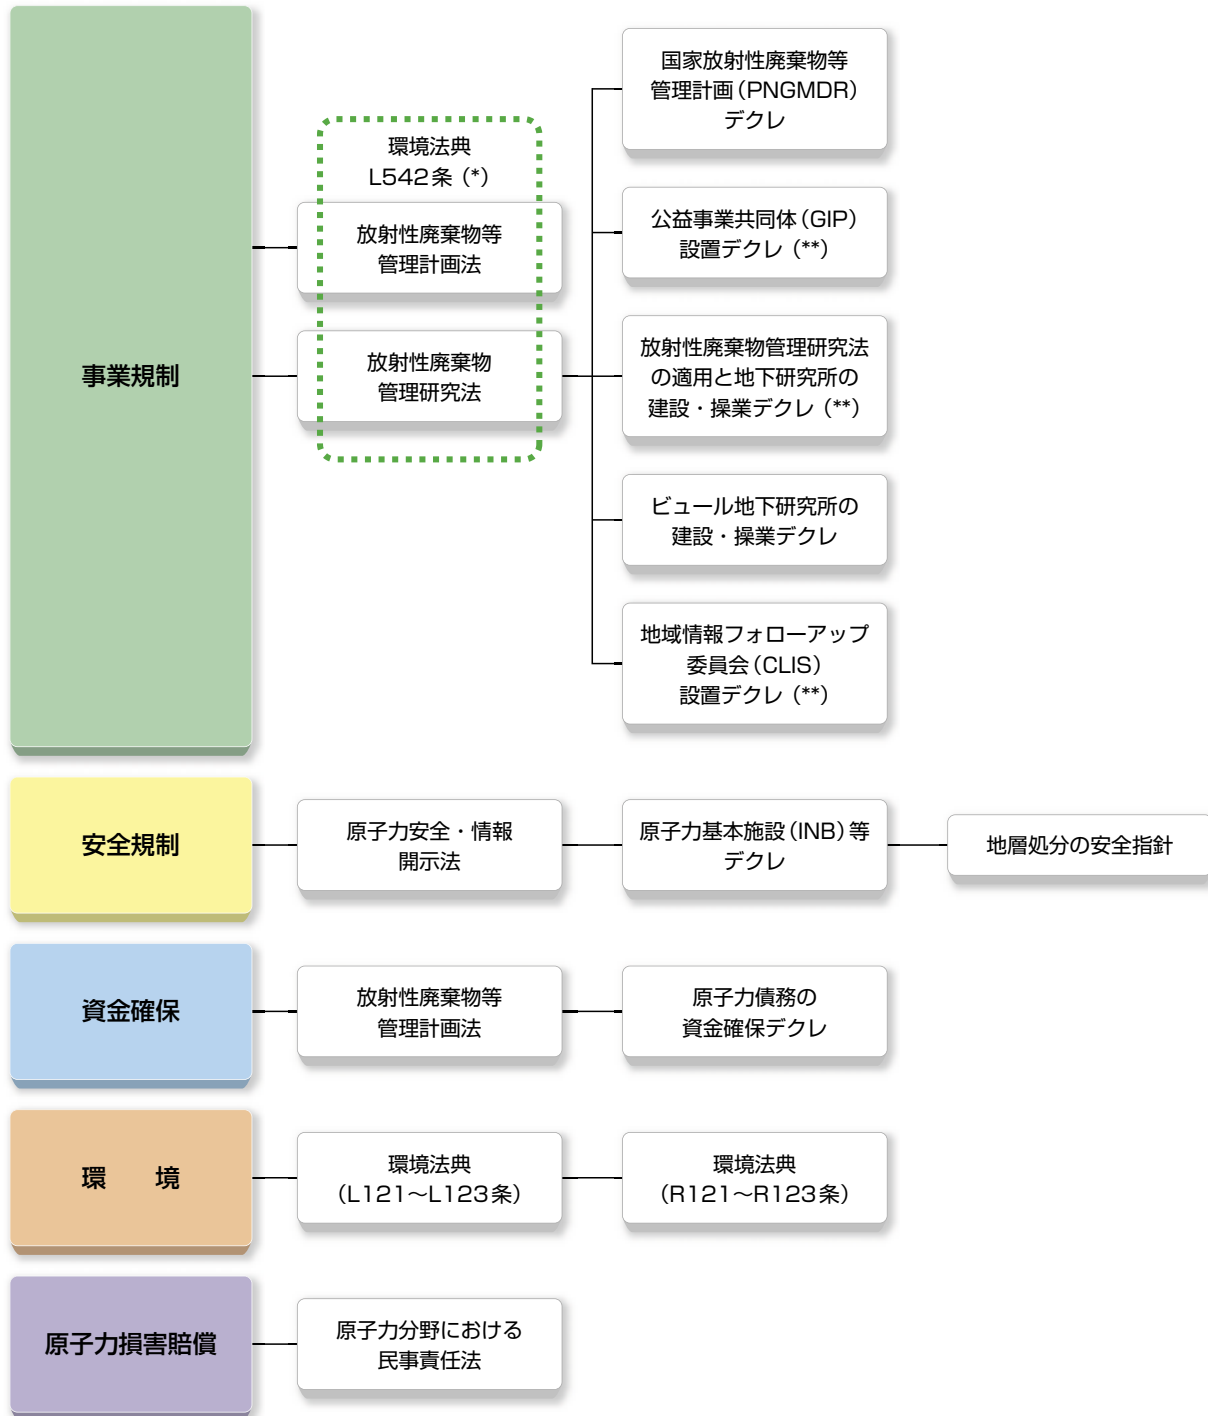 事業規制
環境法典
L542条（*）
放射性廃棄物等
管理計画法
放射性廃棄物
管理研究法
国家放射性廃棄物等
管理計画（PNGMDR）
デクレ
公益事業共同体（GIP）
設置デクレ（**）
放射性廃棄物管理研究法
の適用と地下研究所の
建設・操業デクレ（**）
ビュール地下研究所の
建設・操業デクレ
地域情報フォローアップ
委員会（CLIS）
設置デクレ（**）
安全規制
原子力安全・情報
開示法
原子力基本施設（INB）等
デクレ
地層処分の安全指針
資金確保
放射性廃棄物等
管理計画法
原子力債務の
資金確保デクレ
環　　境
環境法典
（L121～L123条）
環境法典
（R121～R123条）
原子力損害賠償
原子力分野における
民事責任法